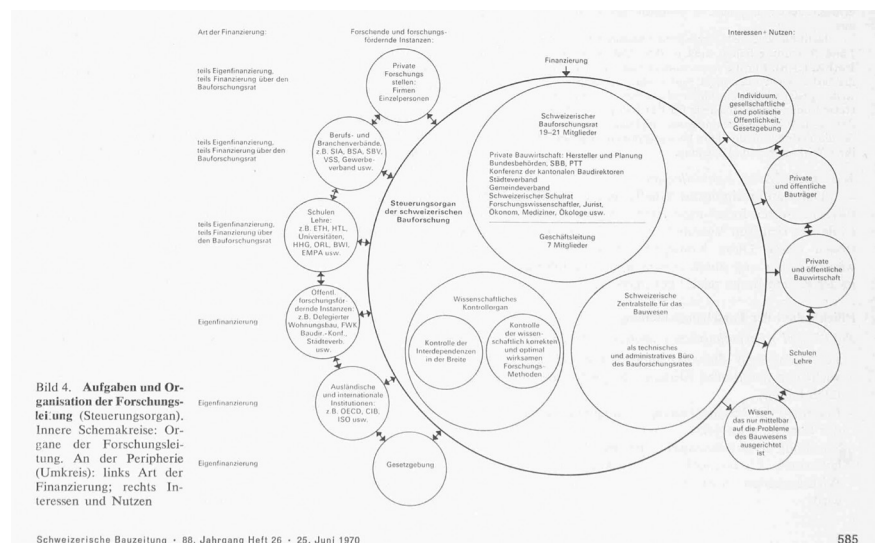 Art der Finanzierung:
Forschende und forschungs-
fördernde Instanzen:
Interessen + Nutzen:
teils Eigenfinanzierung,
teils Finanzierung über den
Bauforschungsrat
Private
Forschungs
stellen:
Firmen
Einzelpersonen
Finanzierung
Individuum,
gesellschaftliche
und politische
Öffentlichkeit,
Gesetzgebung
teils Eigenfinanzierung,
teils Finanzierung über den
Bauforschungsrat
Berufs- und
Branchenverbände,
z.B. SIA, BSA, SBV,
VSS, Gewerbe-
verband usw.
Schweizerischer
Bauforschungsrat
19–21 Mitglieder
Private Bauwirtschaft: Hersteller und Planung
Bundesbehörden, SBB, PTT
Konferenz der kantonalen Baudirektoren
Städteverband
Gemeindeverband
Schweizerischer Schulrat
Forschungswissenschaftler, Jurist,
Ökonom, Mediziner, Ökologe usw.
Geschäftsleitung
7 Mitglieder
Private
und öffentliche
Bauträger
Steuerungsorgan
der schweizerischen
Bauforschung
teils Eigenfinanzierung,
teils Finanzierung über
den Bauforschungsrat
Schulen
Lehre:
z.B. ETH, HTL,
Universitäten,
HHG, ORL, BWI,
EMPA usw.
Private
und öffentliche
Bauwirtschaft
Eigenfinanzierung
Öffentl.
forschungsför-
dernde Instanzen
z.B. Delegierter
Wohnungsbau, FWK,
Baudir.-Konf.,
Städteverb.
usw.
Wissenschaftliches
Kontrollorgan
Kontrolle der
Interdependenzen
in der Breite
Kontrolle
der wissen-
schaftlich korrekten
und optimal
wirksamen
Forschungs-
Methoden
Schweizerische
Zentralstelle für das
Bauwesen
als technisches
und administratives Büro
des Bauforschungsrates
Schulen
Lehre
Eigenfinanzierung
Ausländische
und internationale
Institutionen:
z.B. OECD, CIB,
ISO usw.
Wissen,
das nur mittelbar
auf die Probleme
des Bauwesens
ausgerichtet
ist
Eigenfinanzierung
Gesetzgebung
Bild 4. Aufgaben und Or-
ganisation der Forschungs-
leitung (Steuerungsorgan).
Innere Schemakreise: Or-
gane der Forschungslei-
tung. An der Peripherie
(Umkreis): links Art der
Finanzierung; rechts In-
teressen und Nutzen
Schweizerische Bauzeitung · 88. Jahrgang Heft 26 · 25. Juni 1970
585